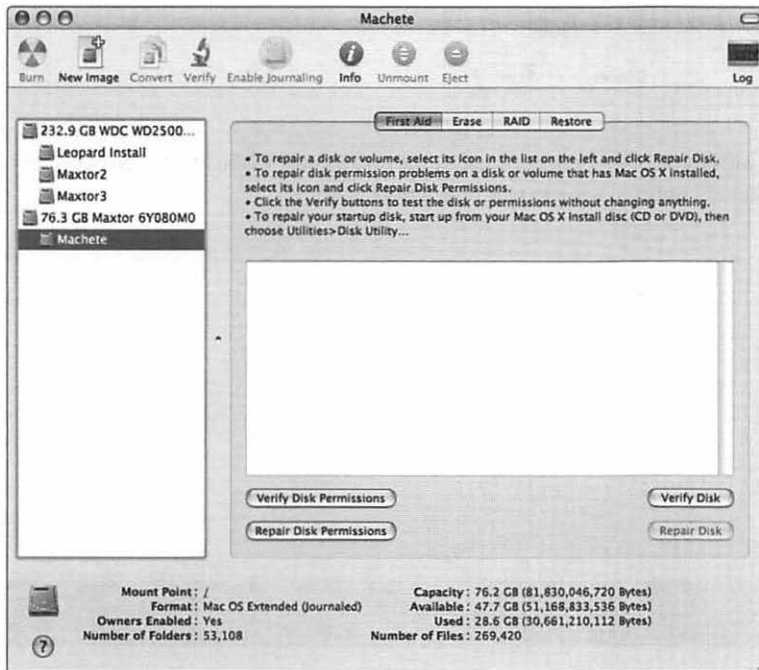 Machete
Burn New Image Convert Verify Enable Journaling Info Unmount Eject Log
232.9 GB WDC WD2500...
Leopard Install
Maxtor2
Maxtor3
76.3 GB Maxtor 6Y080M0
Machete
First Aid Erase RAID Restore
• To repair a disk or volume, select its icon in the list on the left and click Repair Disk.
• To repair disk permission problems on a disk or volume that has Mac OS X installed,
select its icon and click Repair Disk Permissions.
• Click the Verify buttons to test the disk or permissions without changing anything.
• To repair your startup disk, start up from your Mac OS X Install disc (CD or DVD), then
choose Utilities>Disk Utility...
Verify Disk Permissions Verify Disk
Repair Disk Permissions Repair Disk
Mount Point : / Capacity : 76.2 GB (81,830,046,720 Bytes)
Format : Mac OS Extended (Journaled) Available : 47.7 GB (51,168,833,536 Bytes)
Owners Enabled : Yes Used : 28.6 GB (30,661,210,112 Bytes)
Number of Folders : 53,108 Number of Files : 269,420
?